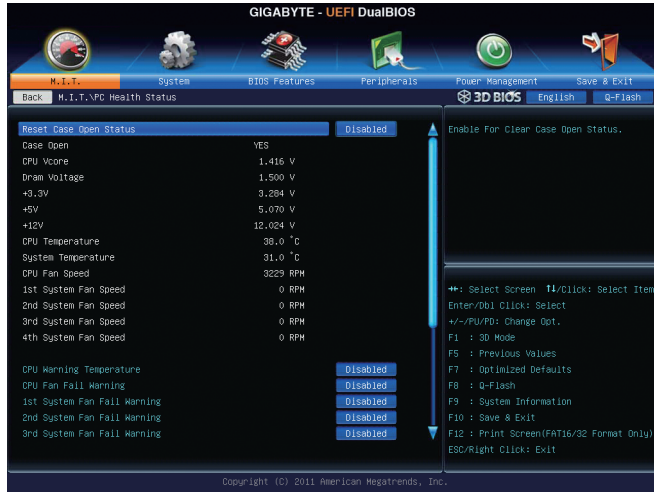 GIGABYTE - UEFI DualBIOS
M.I.T. System BIOS Features Peripherals Power Management Save & Exit
Back M.I.T.\PC Health Status 3D BIOS English Q-Flash
Reset Case Open Status Disabled
Case Open YES
CPU Vcore 1.416 V
Dram Voltage 1.500 V
+3.3V 3.284 V
+5V 5.070 V
+12V 12.024 V
CPU Temperature 38.0 °C
System Temperature 31.0 °C
CPU Fan Speed 3229 RPM
1st System Fan Speed 0 RPM
2nd System Fan Speed 0 RPM
3rd System Fan Speed 0 RPM
4th System Fan Speed 0 RPM
CPU Warning Temperature Disabled
CPU Fan Fail Warning Disabled
1st System Fan Fail Warning Disabled
2nd System Fan Fail Warning Disabled
3rd System Fan Fail Warning Disabled
Enable For Clear Case Open Status.
→←: Select Screen ↑↓/Click: Select Item
Enter/Dbl Click: Select
+/-/PU/PD: Change Opt.
F1 : 3D Mode
F5 : Previous Values
F7 : Optimized Defaults
F8 : Q-Flash
F9 : System Information
F10 : Save & Exit
F12 : Print Screen(FAT16/32 Format Only)
ESC/Right Click: Exit
Copyright (C) 2011 American Megatrends, Inc.